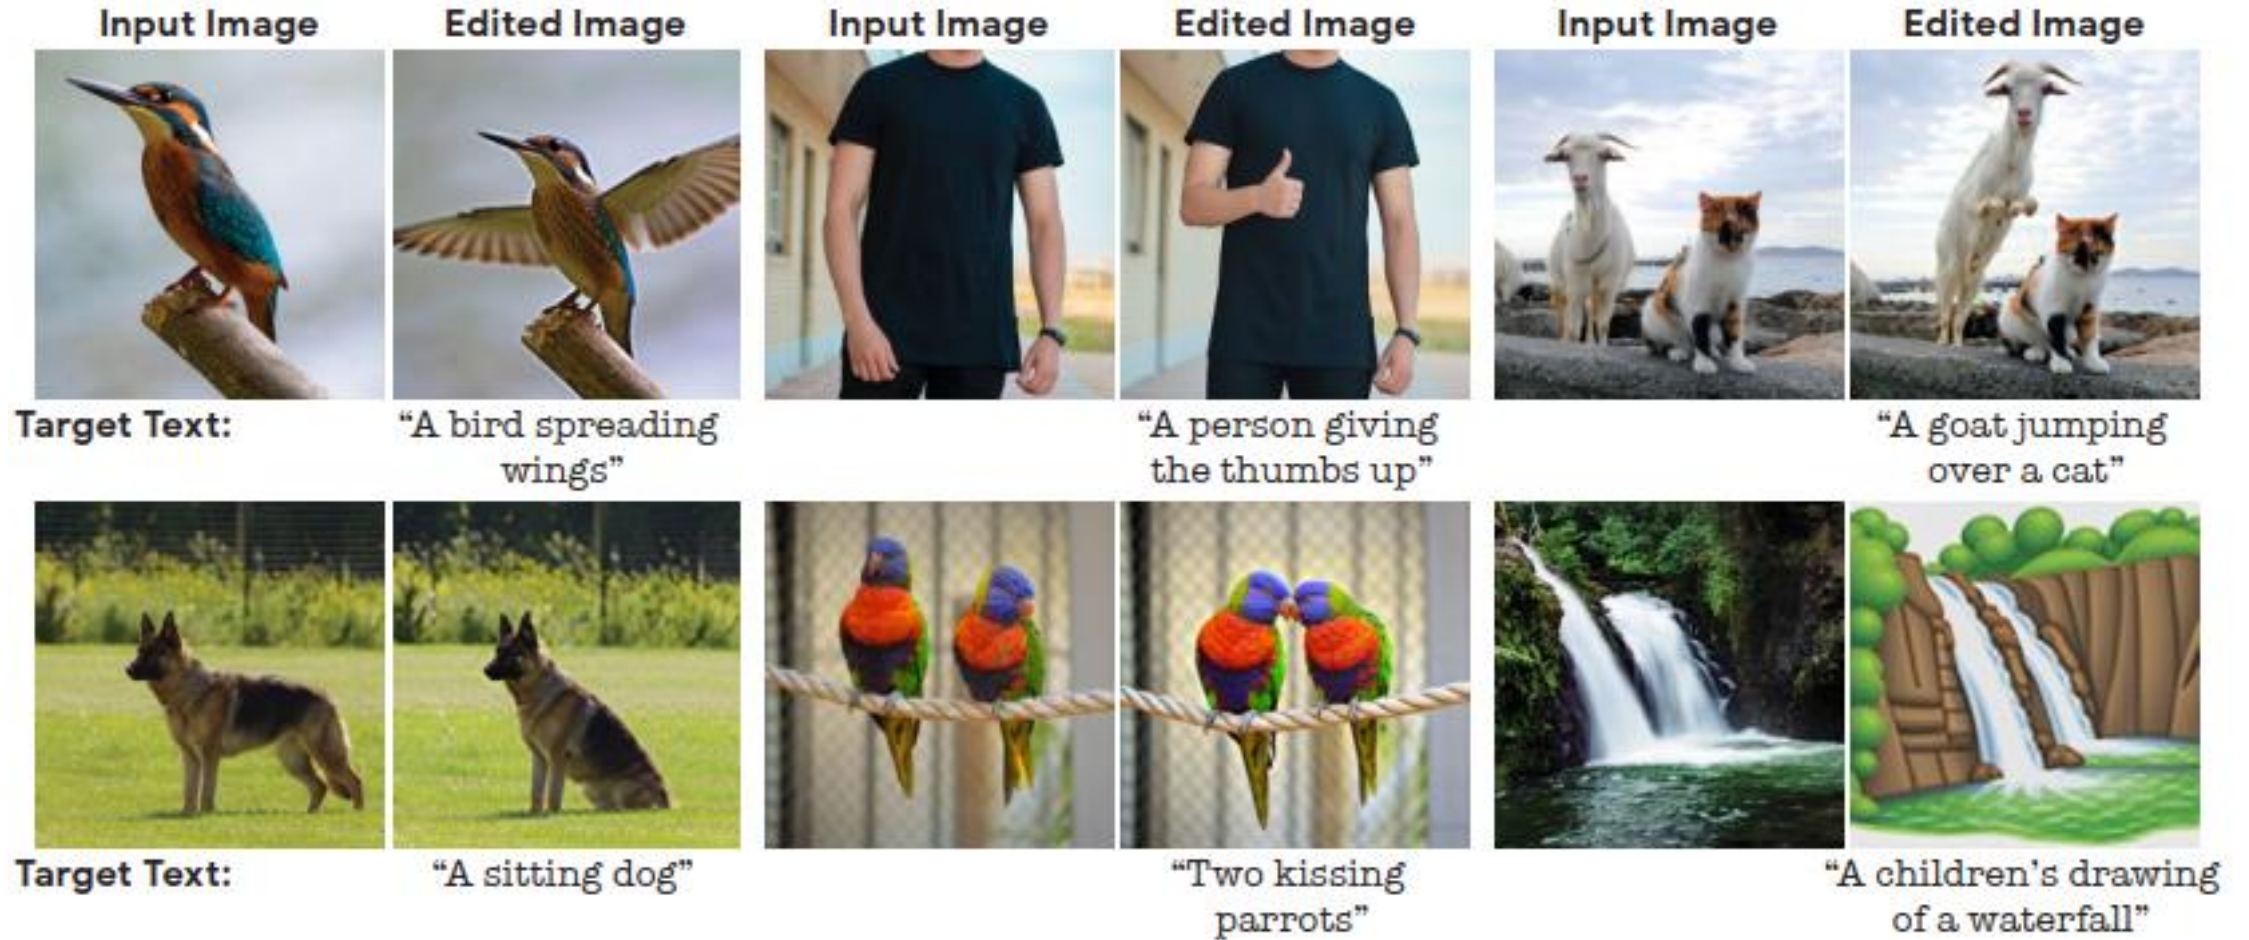 Input Image Edited Image Input Image Edited Image Input Image Edited Image
Target Text: “A bird spreading wings” “A person giving the thumbs up” “A goat jumping over a cat”
Target Text: “A sitting dog” “Two kissing parrots” “A children’s drawing of a waterfall”